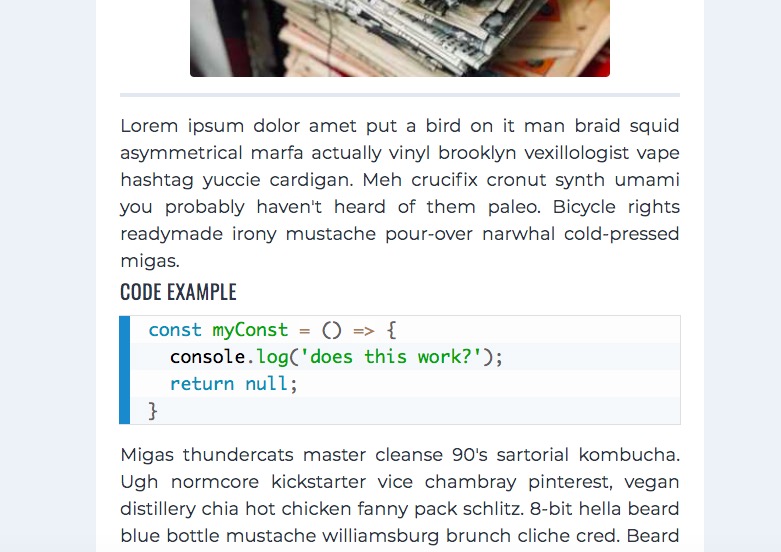 Lorem ipsum dolor amet put a bird on it man braid squid
asymmetrical marfa actually vinyl brooklyn vexillologist vape
hashtag yuccie cardigan. Meh crucifix cronut synth umami
you probably haven't heard of them paleo. Bicycle rights
readymade irony mustache pour-over narwhal cold-pressed
migas.
CODE EXAMPLE
const myConst = () => {
  console.log('does this work?');
  return null;
}
Migas thundercats master cleanse 90's sartorial kombucha.
Ugh normcore kickstarter vice chambray pinterest, vegan
distillery chia hot chicken fanny pack schlitz. 8-bit hella beard
blue bottle mustache williamsburg brunch cliche cred. Beard